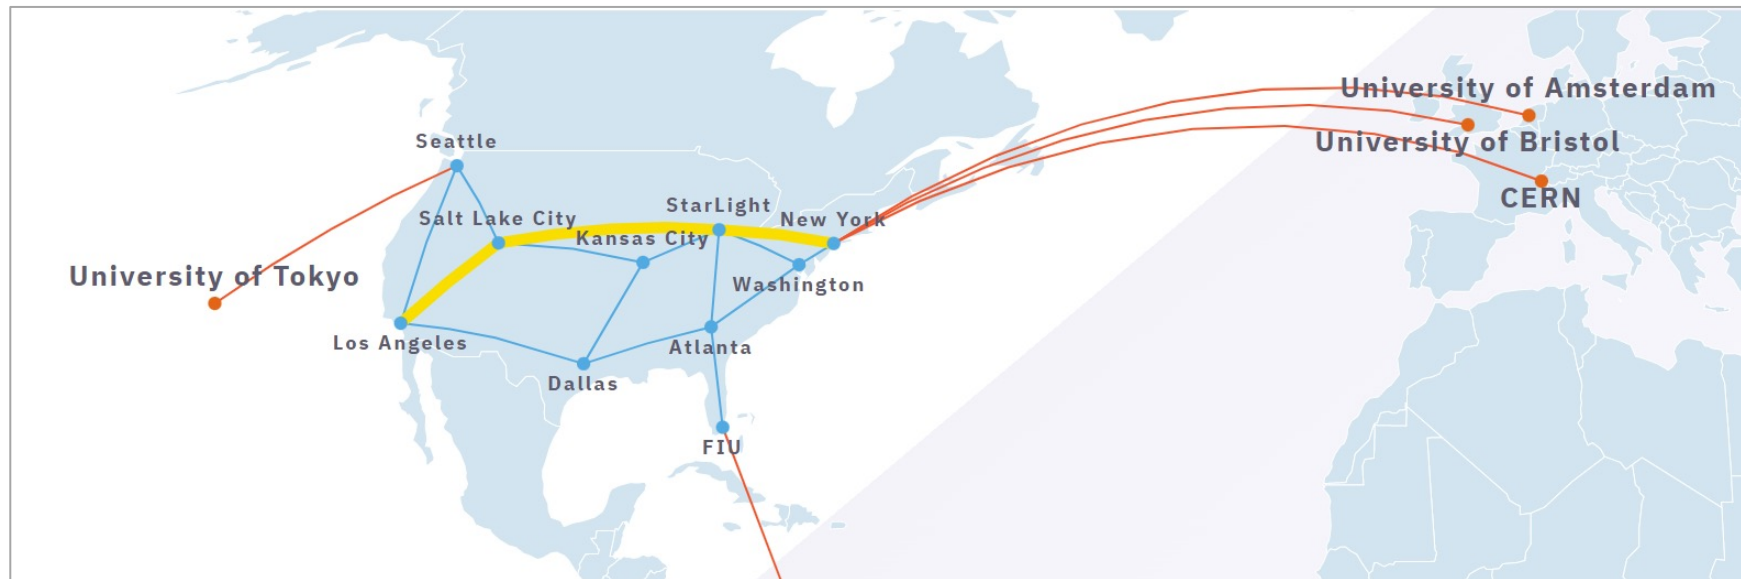 University of Amsterdam
Seattle
University of Bristol
CERN
StarLight
Salt Lake City
New York
Kansas City
University of Tokyo
Washington
Los Angeles
Atlanta
Dallas
FIU